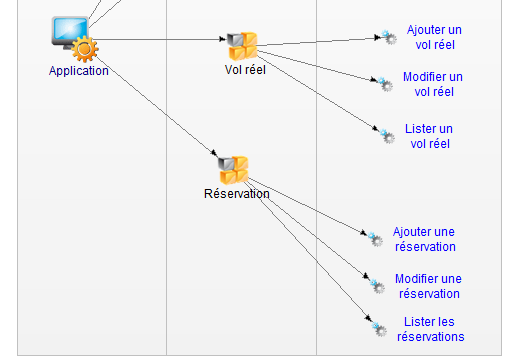 Application
Vol réel
Ajouter un
vol réel
Modifier un
vol réel
Lister un
vol réel
Réservation
Ajouter une
réservation
Modifier une
réservation
Lister les
réservations